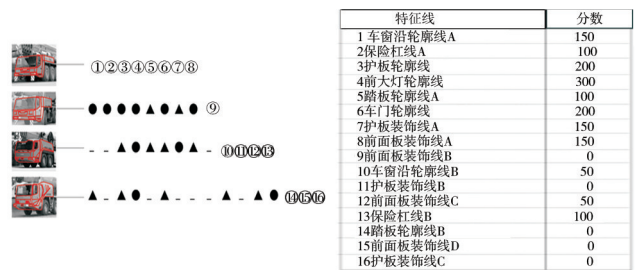 ①②③④⑤⑥⑦⑧
⑨
⑩⑪⑫⑬
⑭⑮⑯
特征线 分数
1 车窗沿轮廓线A 150
2保险杠线A 100
3护板轮廓线 200
4前大灯轮廓线 300
5踏板轮廓线A 100
6车门轮廓线 200
7护板装饰线A 150
8前面板装饰线A 150
9前面板装饰线B 0
10车窗沿轮廓线B 50
11护板装饰线B 0
12前面板装饰线C 50
13保险杠线B 100
14踏板轮廓线B 0
15前面板装饰线D 0
16护板装饰线C 0